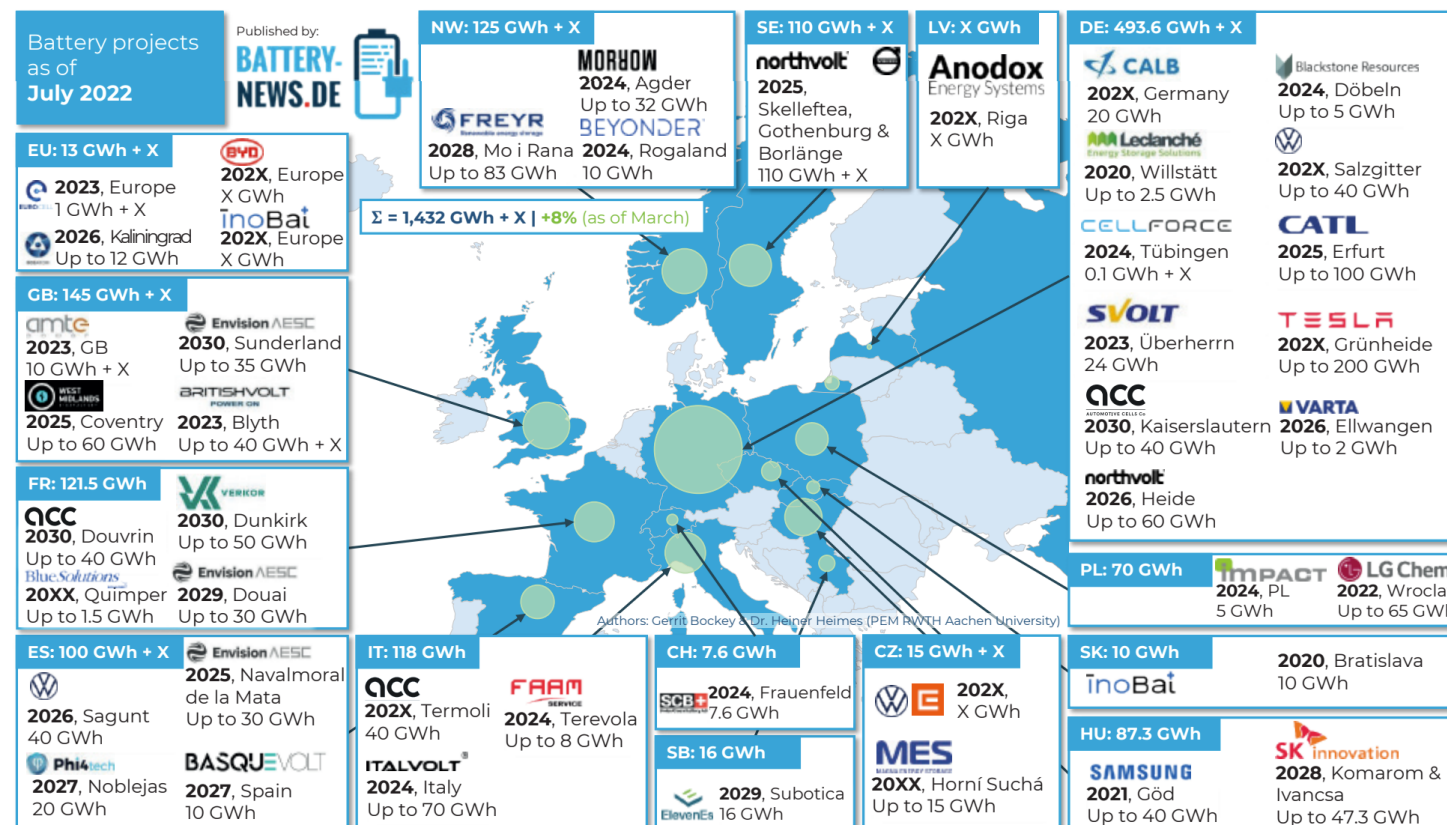 Battery projects
as of
July 2022
Published by:
BATTERY-
NEWS.DE
NW: 125 GWh + X
FREYR
2028, Mo i Rana
Up to 83 GWh
MORROW
2024, Agder
Up to 32 GWh
BEYONDER
2024, Rogaland
10 GWh
SE: 110 GWh + X
northvolt
2025,
Skelleftea,
Gothenburg &
Borlänge
110 GWh + X
LV: X GWh
Anodox
Energy Systems
202X, Riga
X GWh
DE: 493.6 GWh + X
CALB
202X, Germany
20 GWh
Blackstone Resources
2024, Döbeln
Up to 5 GWh
Leclanché
Energy Storage Solutions
2020, Willstätt
Up to 2.5 GWh
202X, Salzgitter
Up to 40 GWh
CELLFORCE
2024, Tübingen
0.1 GWh + X
CATL
2025, Erfurt
Up to 100 GWh
SVOLT
2023, Überherrn
24 GWh
TESLA
202X, Grünheide
Up to 200 GWh
acc
AUTOMOTIVE CELLS Co
2030, Kaiserslautern
Up to 40 GWh
VARTA
2026, Ellwangen
Up to 2 GWh
northvolt
2026, Heide
Up to 60 GWh
EU: 13 GWh + X
2023, Europe
1 GWh + X
BYD
202X, Europe
X GWh
2026, Kaliningrad
Up to 12 GWh
inoBat
202X, Europe
X GWh
Σ = 1,432 GWh + X | +8% (as of March)
GB: 145 GWh + X
amte
2023, GB
10 GWh + X
Envision AESC
2030, Sunderland
Up to 35 GWh
WEST
MIDLANDS
2025, Coventry
Up to 60 GWh
BRITISHVOLT
POWER ON
2023, Blyth
Up to 40 GWh + X
FR: 121.5 GWh
acc
2030, Douvrin
Up to 40 GWh
VERKOR
2030, Dunkirk
Up to 50 GWh
BlueSolutions
20XX, Quimper
Up to 1.5 GWh
Envision AESC
2029, Douai
Up to 30 GWh
Authors: Gerrit Bockey & Dr. Heiner Heimes (PEM RWTH Aachen University)
PL: 70 GWh
IMPACT
2024, PL
5 GWh
LG Chem
2022, Wrocla
Up to 65 GWh
ES: 100 GWh + X
2026, Sagunt
40 GWh
Envision AESC
2025, Navalmoral
de la Mata
Up to 30 GWh
Phi4tech
2027, Noblejas
20 GWh
BASQUEVOLT
2027, Spain
10 GWh
IT: 118 GWh
acc
202X, Termoli
40 GWh
FAAM
SERVICE
2024, Terevola
Up to 8 GWh
ITALVOLT®
2024, Italy
Up to 70 GWh
CH: 7.6 GWh
SCB
2024, Frauenfeld
7.6 GWh
SB: 16 GWh
ElevenEs
2029, Subotica
16 GWh
CZ: 15 GWh + X
202X,
X GWh
MES
20XX, Horní Suchá
Up to 15 GWh
SK: 10 GWh
inoBat
2020, Bratislava
10 GWh
HU: 87.3 GWh
SAMSUNG
2021, Göd
Up to 40 GWh
SK innovation
2028, Komarom &
Ivancsa
Up to 47.3 GWh